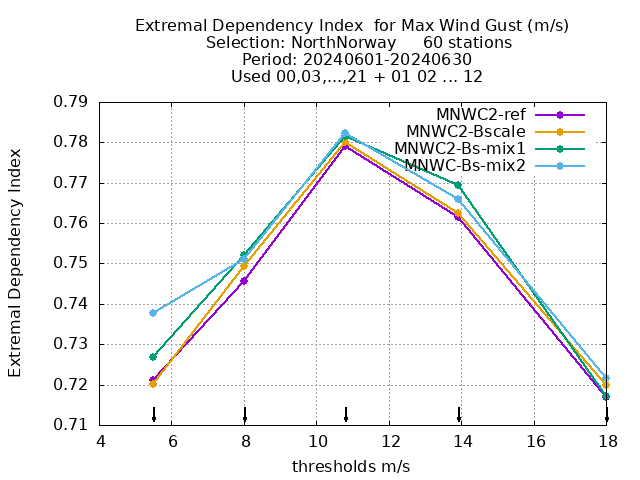 Extremal Dependency Index  for Max Wind Gust (m/s)
Selection: NorthNorway     60 stations
Period: 20240601-20240630
Used 00,03,...,21 + 01 02 ... 12
MNWC2-ref
MNWC2-Bscale
MNWC2-Bs-mix1
MNWC-Bs-mix2
Extremal Dependency Index
0.79
0.78
0.77
0.76
0.75
0.74
0.73
0.72
0.71
4 6 8 10 12 14 16 18
thresholds m/s